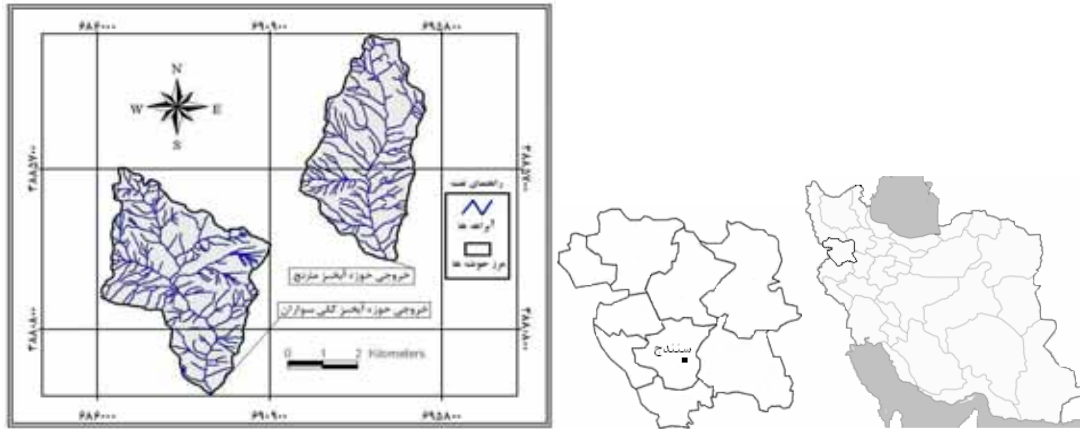 ۶۸۶۰۰۰ ۶۹۰۹۰۰ ۶۹۵۸۰۰
N
W E
S
۳۸۸۵۷۰۰ ۳۸۸۵۷۰۰
راهنمای نقشه
آبراهه ها
مرز حوضه ها
خروجی حوزه آبخیز مارنج
خروجی حوزه آبخیز کانی سواران
۳۸۸۰۸۰۰ ۳۸۸۰۸۰۰
0 1 2 Kilometers
۶۸۶۰۰۰ ۶۹۰۹۰۰ ۶۹۵۸۰۰
سنندج